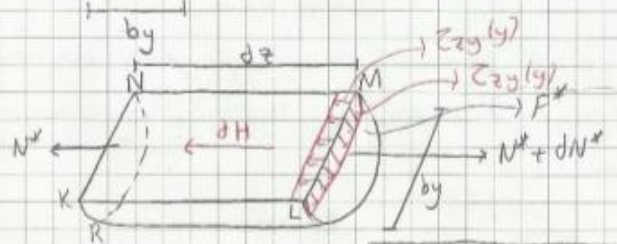 by
dz
τzy(y)
N M
τzy(y)
F*
N* dH N* + dN*
K L by
R